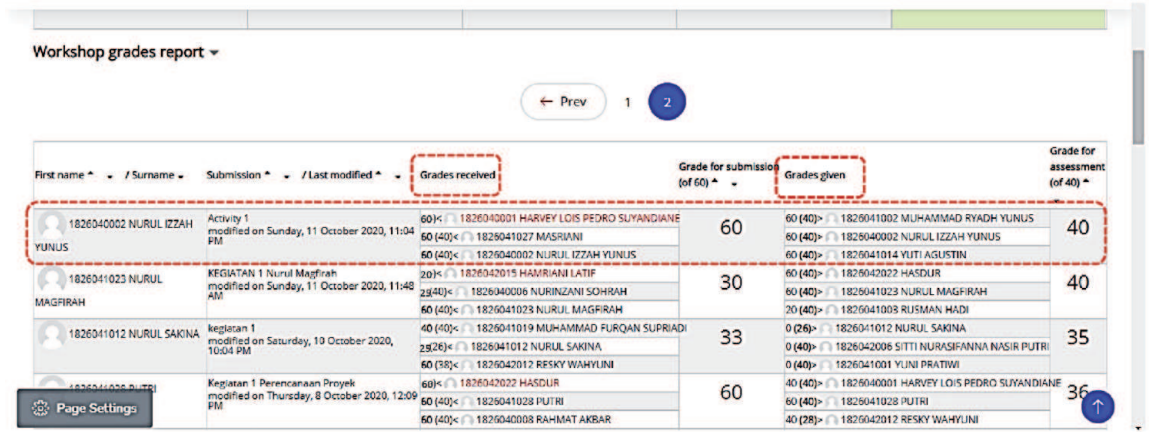 Workshop grades report
← Prev 1 2
First name / Surname Submission / Last modified Grades received Grade for submission (of 60) Grades given Grade for assessment (of 40)
1826040002 NURUL IZZAH YUNUS
Activity 1
modified on Sunday, 11 October 2020, 11:04 PM
60)< 1826040001 HARVEY LOIS PEDRO SUYANDIANE
60 (40)< 1826041027 MASRIANI
60 (40)< 1826040002 NURUL IZZAH YUNUS
60
60 (40)> 1826041002 MUHAMMAD RYADH YUNUS
60 (40)> 1826040002 NURUL IZZAH YUNUS
60 (40)> 1826041014 YUTI AGUSTIN
40
1826041023 NURUL MAGFIRAH
KEGIATAN 1 Nurul Magfirah
modified on Sunday, 11 October 2020, 11:48 AM
20)< 1826042015 HAMRIANI LATIF
29(40)< 1826040006 NURINZANI SOHRAH
60 (40)< 1826041023 NURUL MAGFIRAH
30
60 (40)> 1826042022 HASDUR
60 (40)> 1826041023 NURUL MAGFIRAH
20 (40)> 1826041003 RUSMAN HADI
40
1826041012 NURUL SAKINA
kegiatan 1
modified on Saturday, 10 October 2020, 10:04 PM
40 (40)< 1826041019 MUHAMMAD FURQAN SUPRIADI
29(26)< 1826041012 NURUL SAKINA
60 (38)< 1826042012 RESKY WAHYUNI
33
0 (26)> 1826041012 NURUL SAKINA
0 (40)> 1826042006 SITTI NURASIFANNA NASIR PUTRI
0 (40)> 1826041001 YUNI PRATIWI
35
1826041028 PUTRI
Kegiatan 1 Perencanaan Proyek
modified on Thursday, 8 October 2020, 12:09 PM
60)< 1826042022 HASDUR
60 (40)< 1826041028 PUTRI
60 (40)< 1826040008 RAHMAT AKBAR
60
40 (40)> 1826040001 HARVEY LOIS PEDRO SUYANDIANE
60 (40)> 1826041028 PUTRI
40 (28)> 1826042012 RESKY WAHYUNI
36
Page Settings